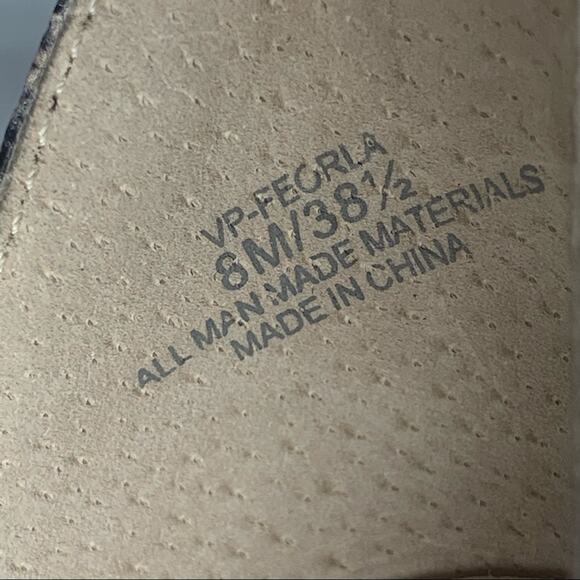 VP-FEORLA
8M/38½
ALL MAN MADE MATERIALS
MADE IN CHINA